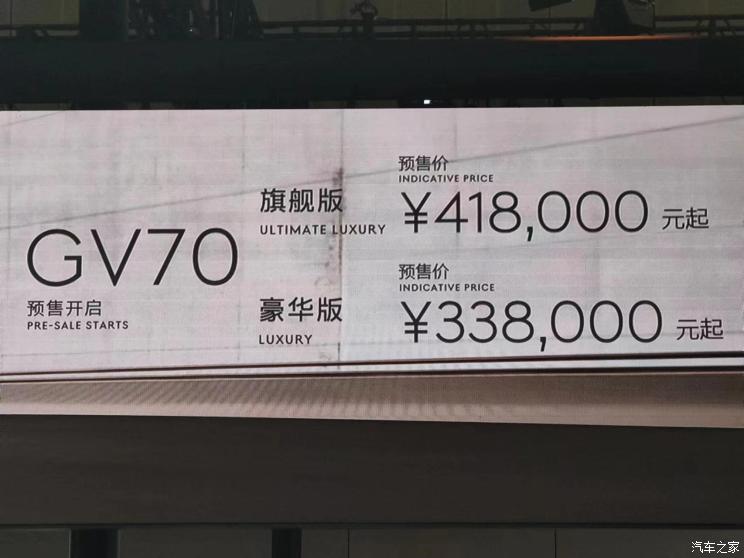 GV70
预售开启
PRE-SALE STARTS
旗舰版
ULTIMATE LUXURY
预售价
INDICATIVE PRICE
¥418,000 元起
豪华版
LUXURY
预售价
INDICATIVE PRICE
¥338,000 元起
汽车之家